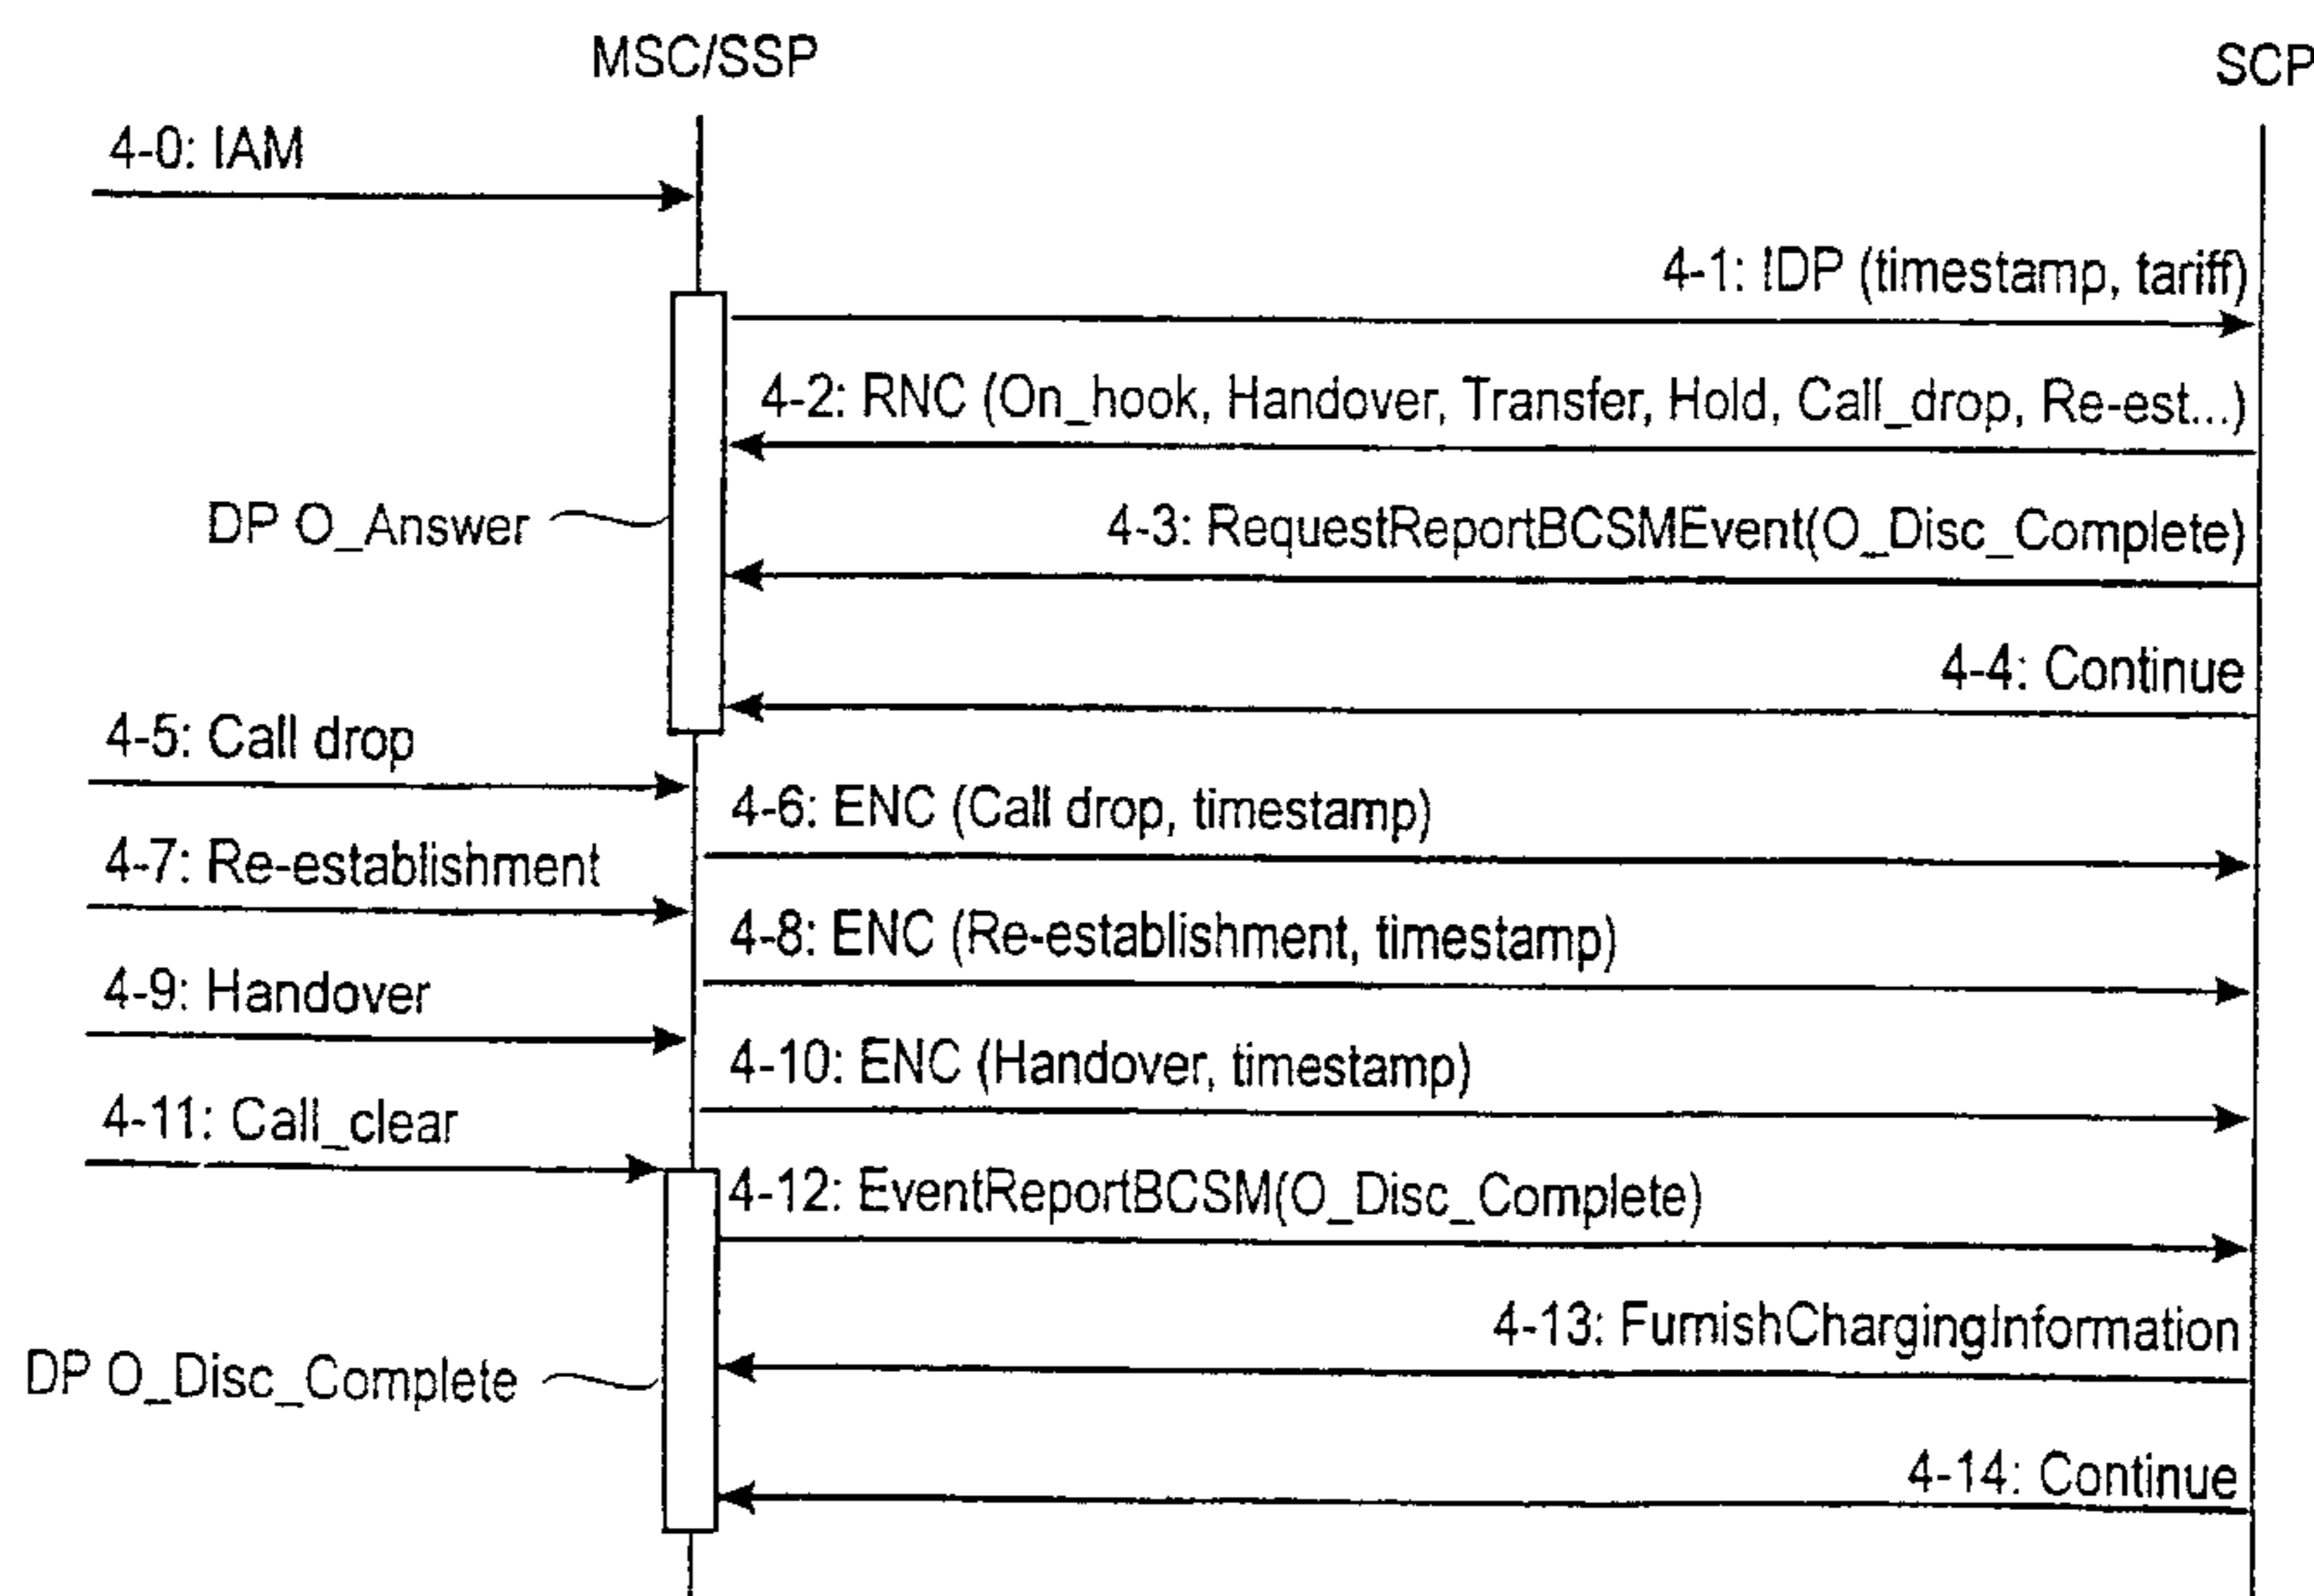 MSC/SSP
SCP
4-0: IAM
4-1: IDP (timestamp, tariff)
4-2: RNC (On_hook, Handover, Transfer, Hold, Call_drop, Re-est...)
DP O_Answer
4-3: RequestReportBCSMEvent(O_Disc_Complete)
4-4: Continue
4-5: Call drop
4-6: ENC (Call drop, timestamp)
4-7: Re-establishment
4-8: ENC (Re-establishment, timestamp)
4-9: Handover
4-10: ENC (Handover, timestamp)
4-11: Call_clear
4-12: EventReportBCSM(O_Disc_Complete)
4-13: FurnishChargingInformation
DP O_Disc_Complete
4-14: Continue